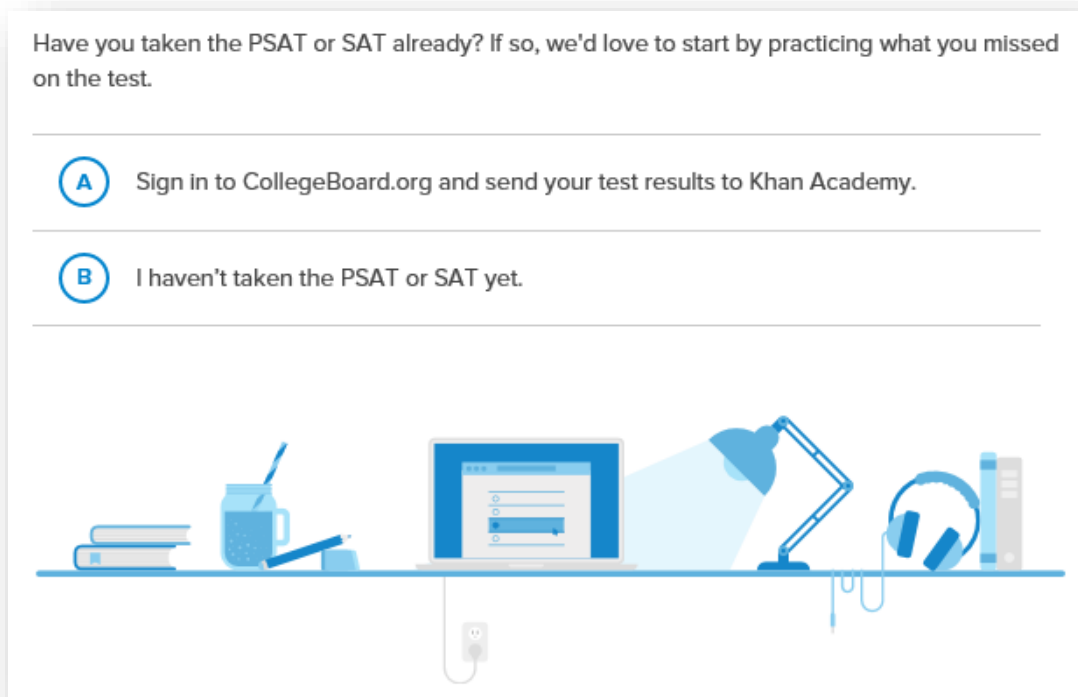 Have you taken the PSAT or SAT already? If so, we'd love to start by practicing what you missed
on the test.
A Sign in to CollegeBoard.org and send your test results to Khan Academy.
B I haven't taken the PSAT or SAT yet.